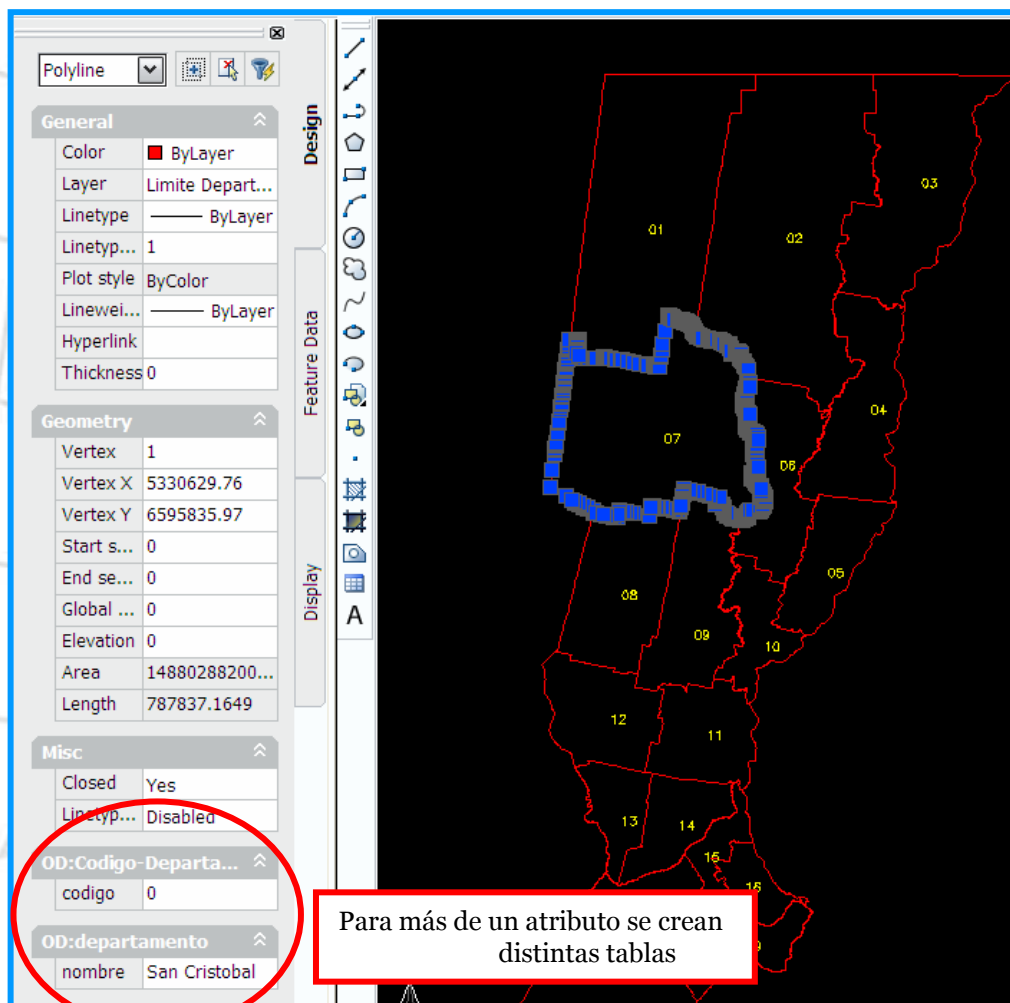 Polyline
General
Color ByLayer
Layer Limite Depart...
Linetype ByLayer
Linetyp... 1
Plot style ByColor
Linewei... ByLayer
Hyperlink
Thickness 0
Geometry
Vertex 1
Vertex X 5330629.76
Vertex Y 6595835.97
Start s... 0
End se... 0
Global ... 0
Elevation 0
Area 14880288200...
Length 787837.1649
Misc
Closed Yes
Linetyp... Disabled
OD:Codigo-Departa...
codigo 0
OD:departamento
nombre San Cristobal
Design
Feature Data
Display
A
03
01
02
04
07
06
05
08
09
10
12
11
13
14
15
Para más de un atributo se crean
distintas tablas